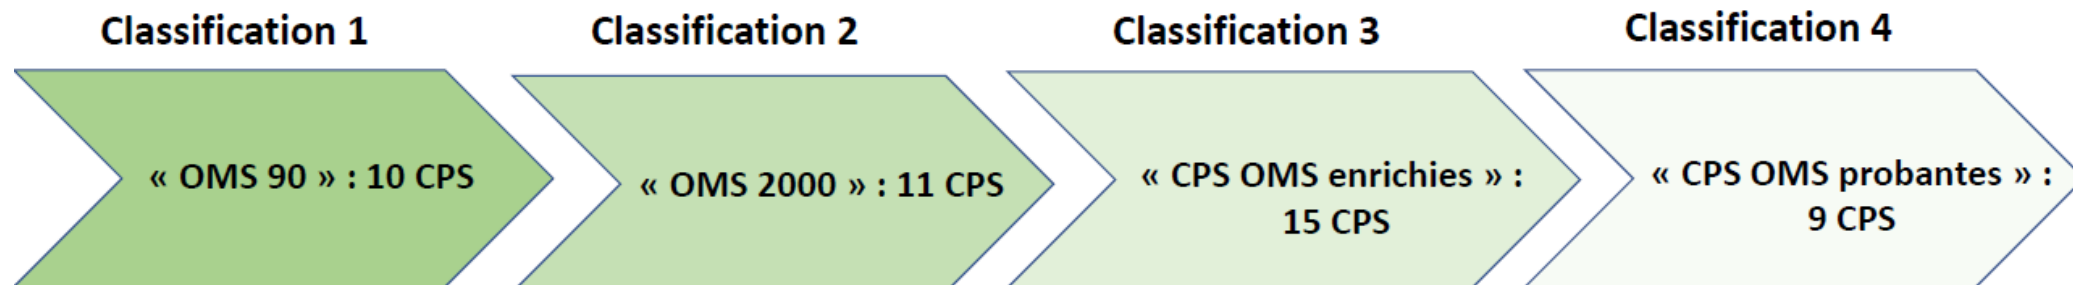 Classification 1
Classification 2
Classification 3
Classification 4
« OMS 90 » : 10 CPS
« OMS 2000 » : 11 CPS
« CPS OMS enrichies » :
15 CPS
« CPS OMS probantes » :
9 CPS